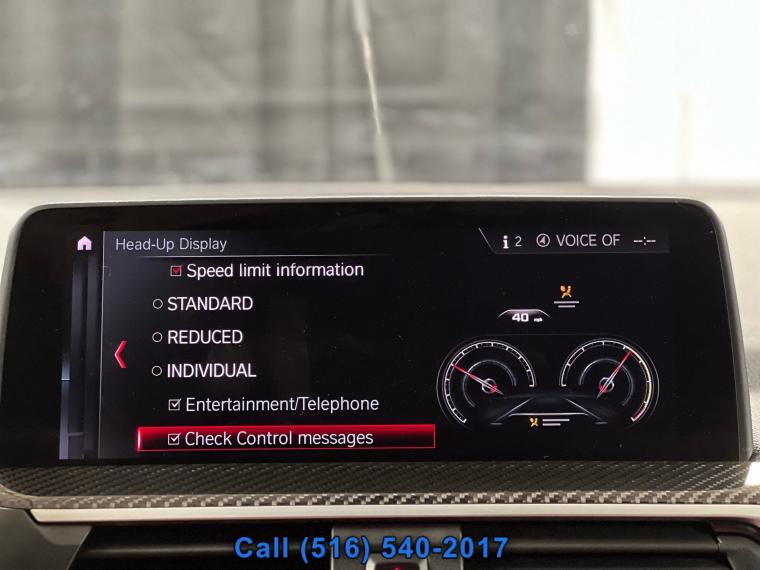 Head-Up Display
i 2 VOICE OF --:--
Speed limit information
STANDARD
40 mph
REDUCED
INDIVIDUAL
Entertainment/Telephone
Check Control messages
Call (516) 540-2017